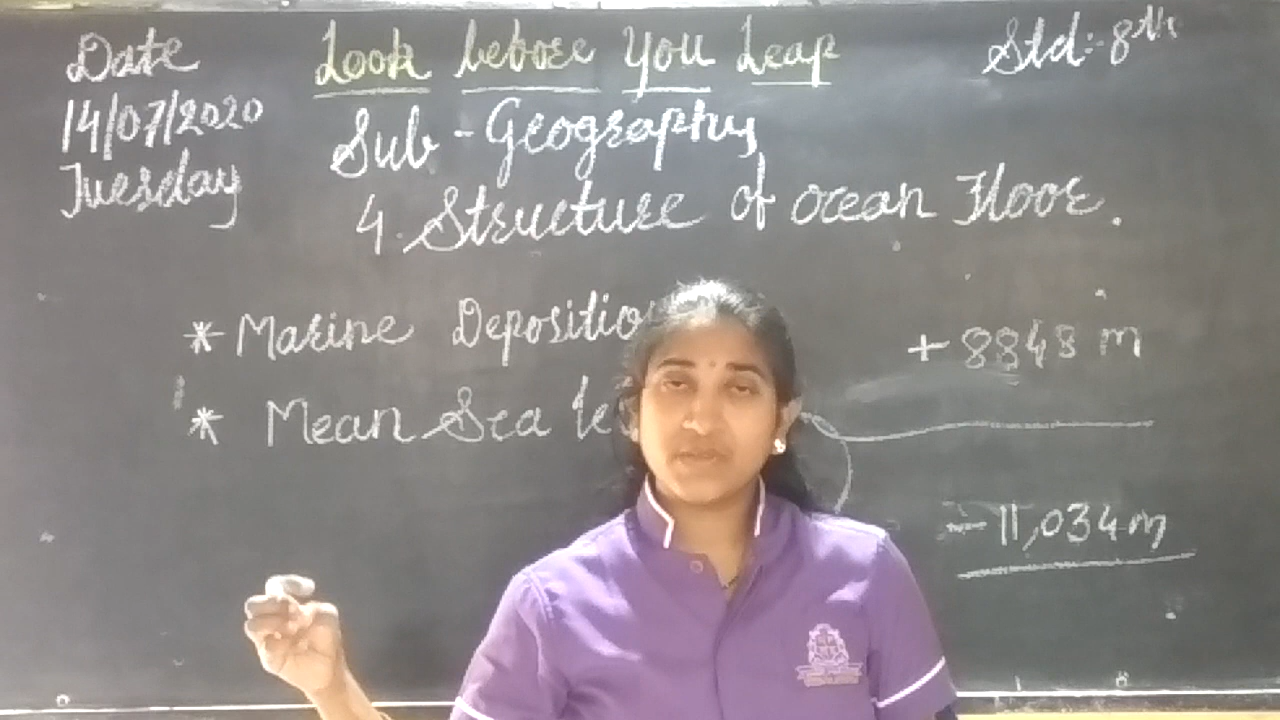 Date
14/07/2020
Tuesday
Look before You Leap
Std:-8th
Sub - Geography
4. Structure of Ocean Floor.
* Marine Depositio
* Mean Sea le
+ 8848 m
- 11,034 m